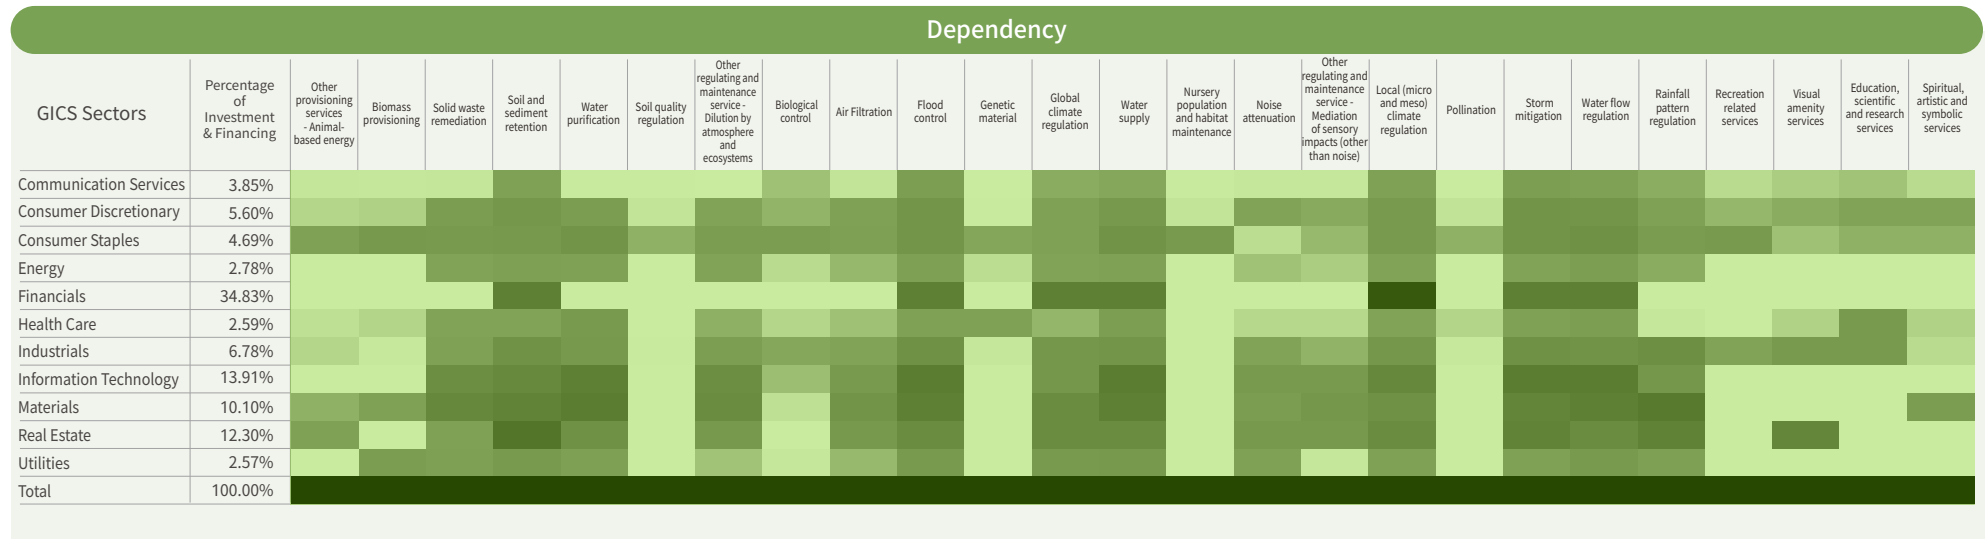 Dependency
GICS Sectors
Percentage
of
Investment
& Financing
Other
provisioning
services
- Animal-
based energy
Biomass
provisioning
Solid waste
remediation
Soil and
sediment
retention
Water
purification
Soil quality
regulation
Other
regulating and
maintenance
service -
Dilution by
atmosphere
and
ecosystems
Biological
control
Air Filtration
Flood
control
Genetic
material
Global
climate
regulation
Water
supply
Nursery
population
and habitat
maintenance
Noise
attenuation
Other
regulating and
maintenance
service -
Mediation
of sensory
impacts (other
than noise)
Local (micro
and meso)
climate
regulation
Pollination
Storm
mitigation
Water flow
regulation
Rainfall
pattern
regulation
Recreation
related
services
Visual
amenity
services
Education,
scientific
and research
services
Spiritual,
artistic and
symbolic
services
Communication Services 3.85%
Consumer Discretionary 5.60%
Consumer Staples 4.69%
Energy 2.78%
Financials 34.83%
Health Care 2.59%
Industrials 6.78%
Information Technology 13.91%
Materials 10.10%
Real Estate 12.30%
Utilities 2.57%
Total 100.00%